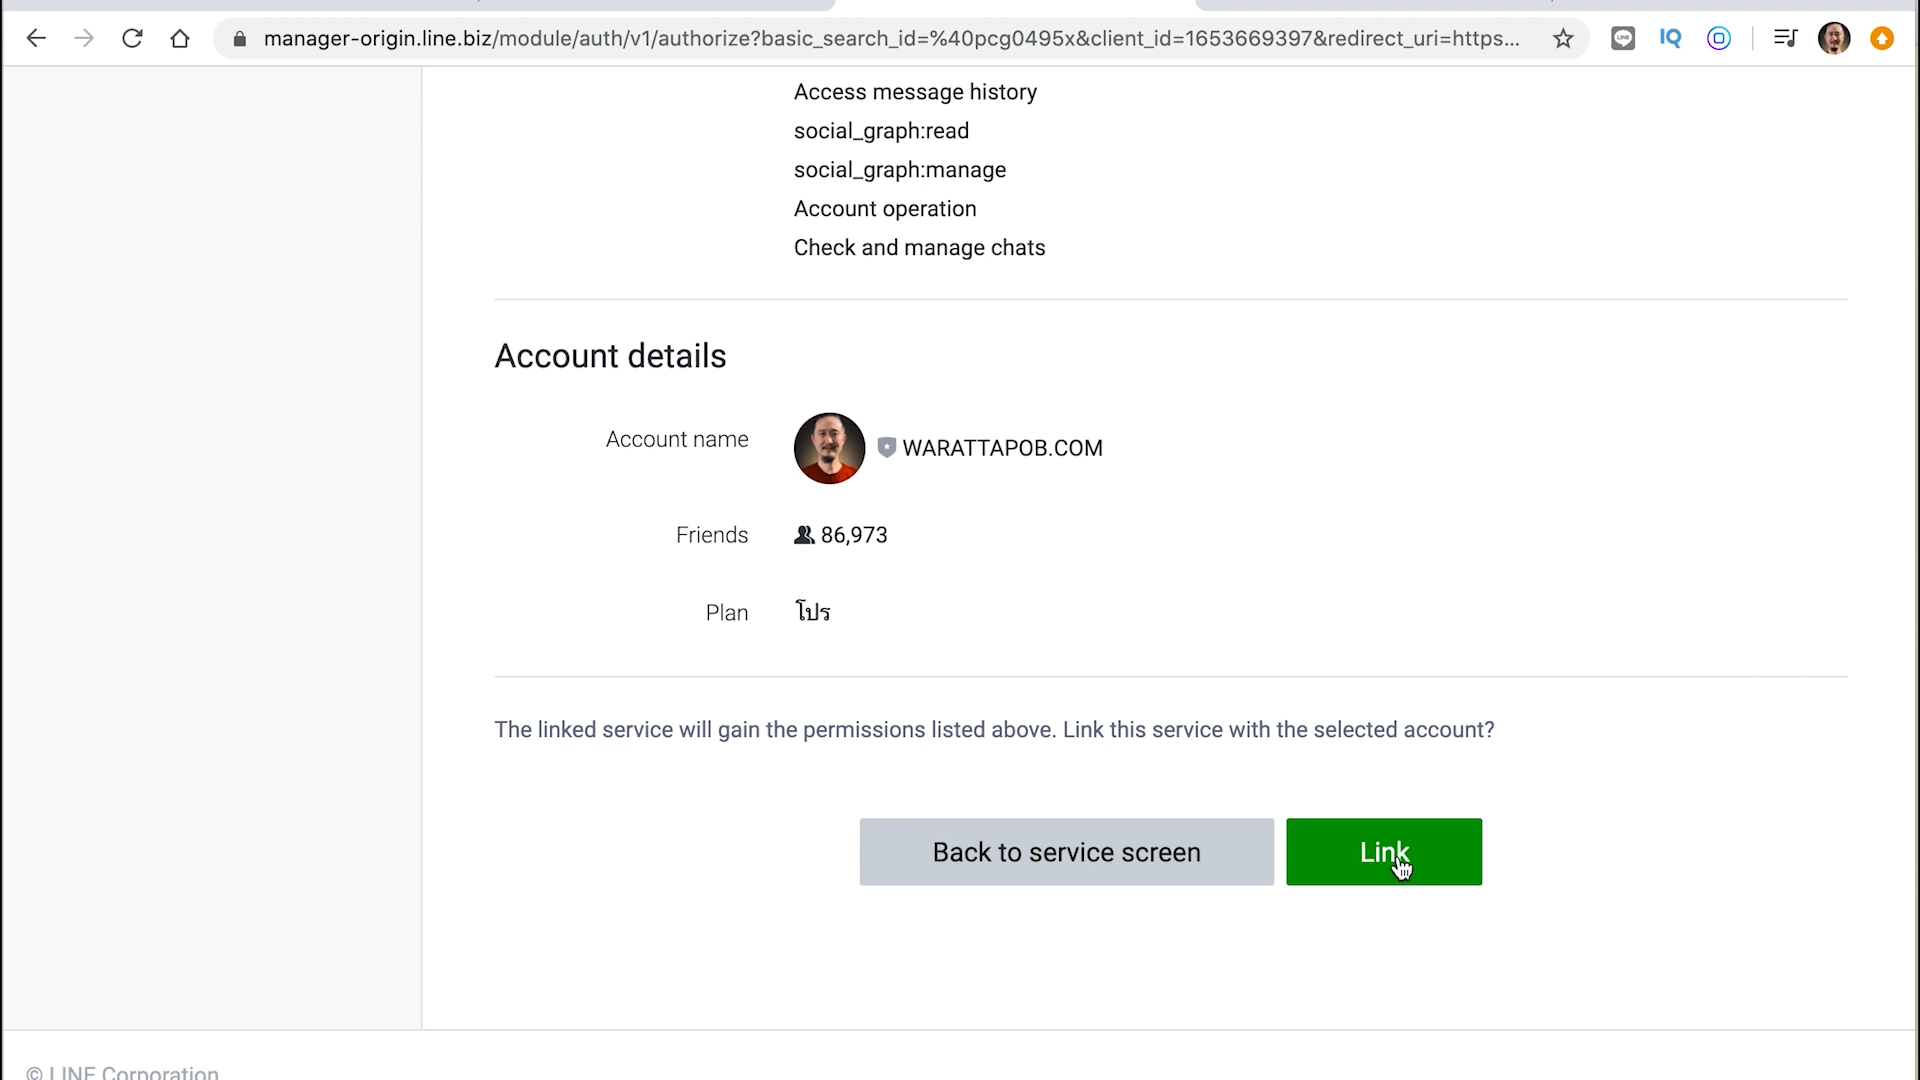 manager-origin.line.biz/module/auth/v1/authorize?basic_search_id=%40pcg0495x&client_id=1653669397&redirect_uri=https...
IQ
Access message history
social_graph:read
social_graph:manage
Account operation
Check and manage chats
Account details
Account name WARATTAPOB.COM
Friends 86,973
Plan โปร
The linked service will gain the permissions listed above. Link this service with the selected account?
Back to service screen Link
© LINE Corporation